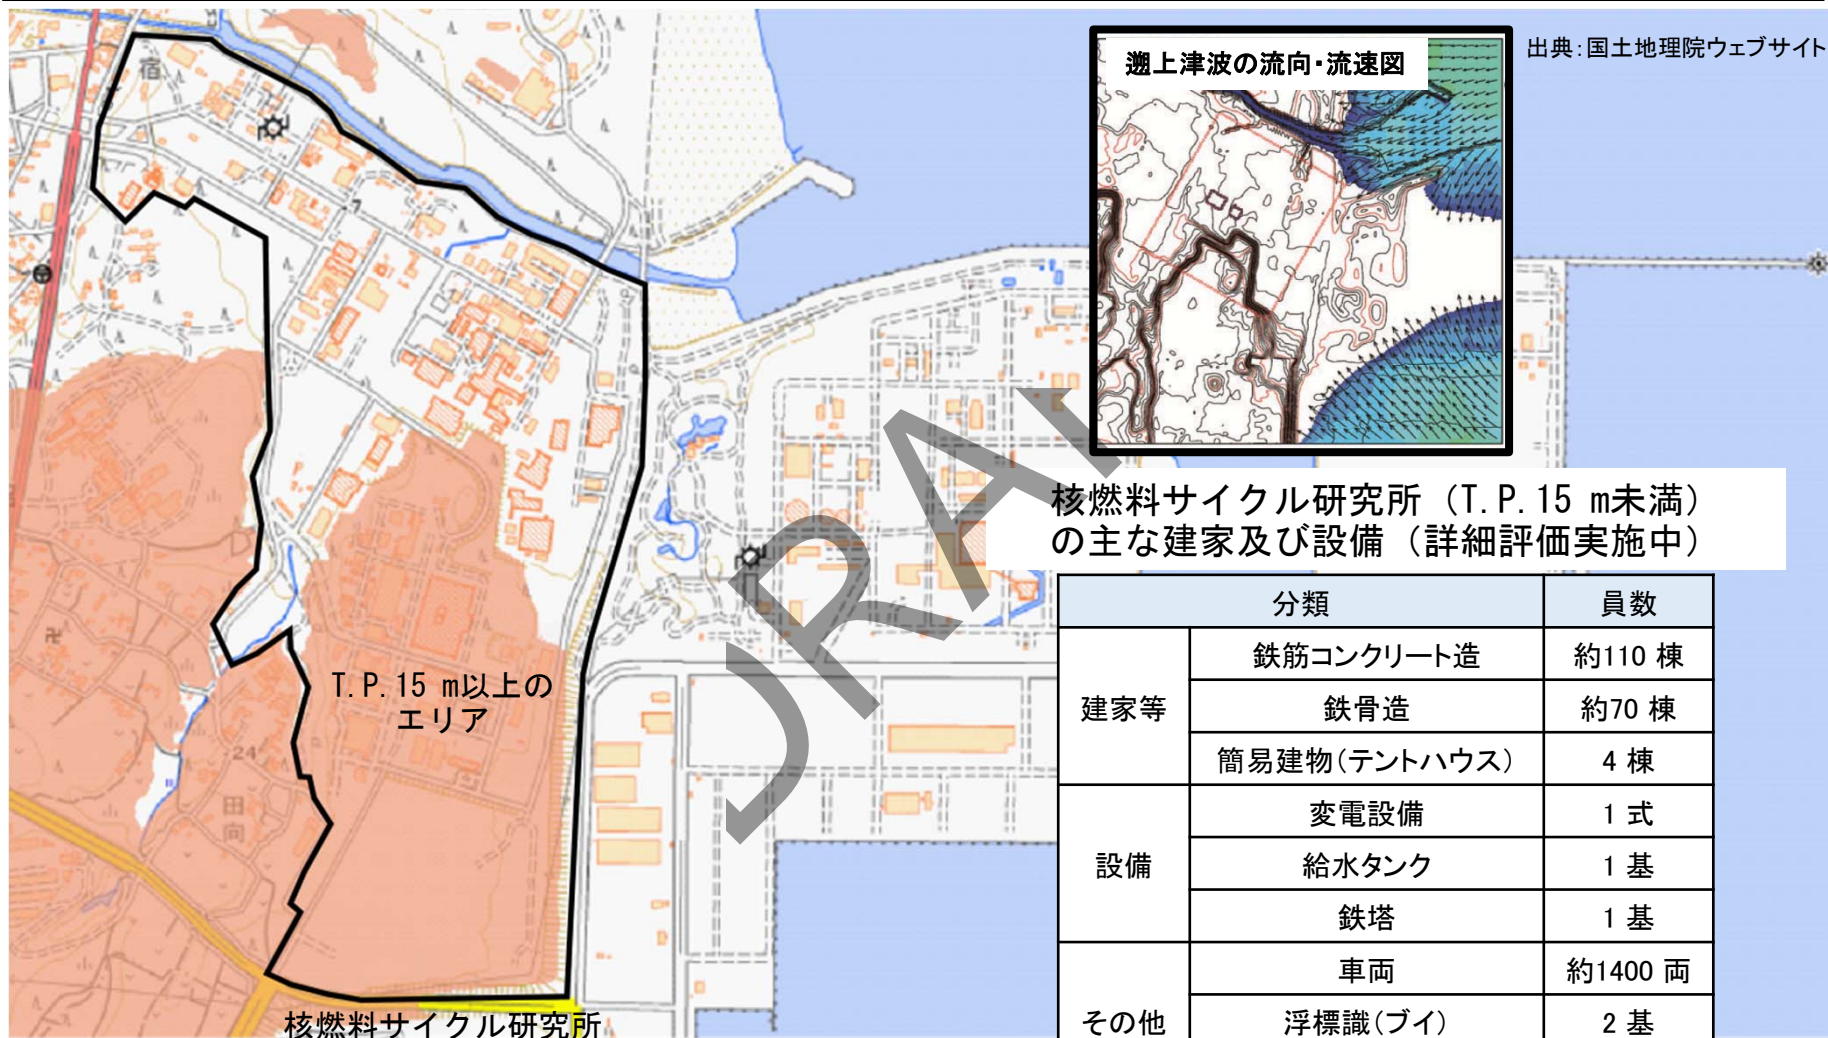 出典：国土地理院ウェブサイト
遡上津波の流向・流速図
宿
7
核燃料サイクル研究所（T.P.15 m未満）
の主な建家及び設備（詳細評価実施中）
分類 員数
建家等 鉄筋コンクリート造 約110 棟
鉄骨造 約70 棟
簡易建物（テントハウス） 4 棟
設備 変電設備 1 式
給水タンク 1 基
鉄塔 1 基
その他 車両 約1400 両
浮標識（ブイ） 2 基
T.P.15 m以上の
エリア
24
田向
核燃料サイクル研究所